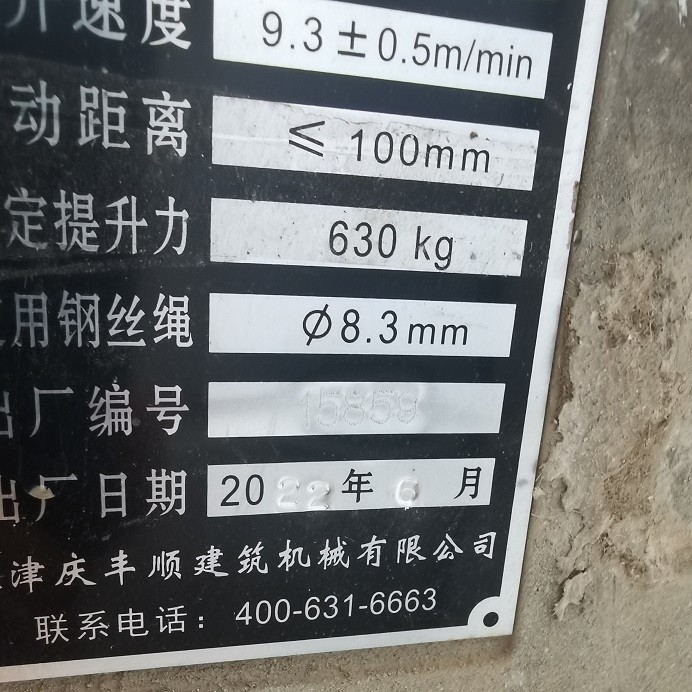 升速度 9.3±0.5m/min
动距离 ≤ 100mm
定提升力 630 kg
用钢丝绳 Φ8.3mm
出厂编号 15859
出厂日期 2022年6月
津庆丰顺建筑机械有限公司
联系电话：400-631-6663